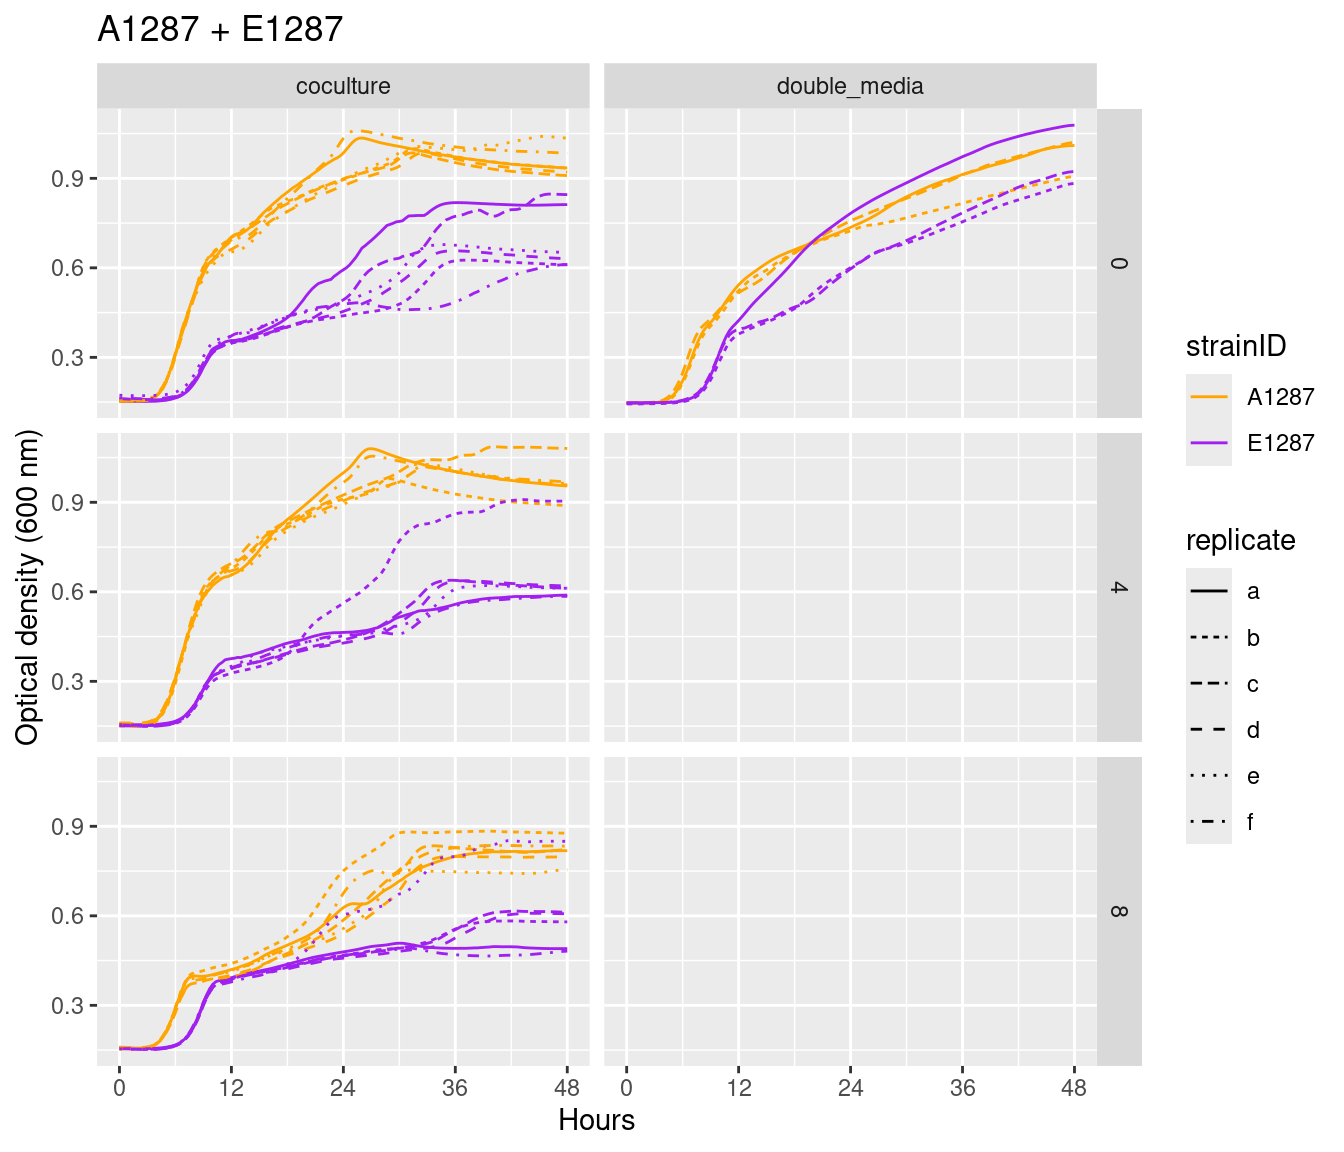 A1287 + E1287
coculture
double_media
0.9
0.6
0.3
0
0.9
0.6
0.3
4
0.9
0.6
0.3
8
0 12 24 36 48
0 12 24 36 48
Hours
Optical density (600 nm)
strainID
A1287
E1287
replicate
a
b
c
d
e
f